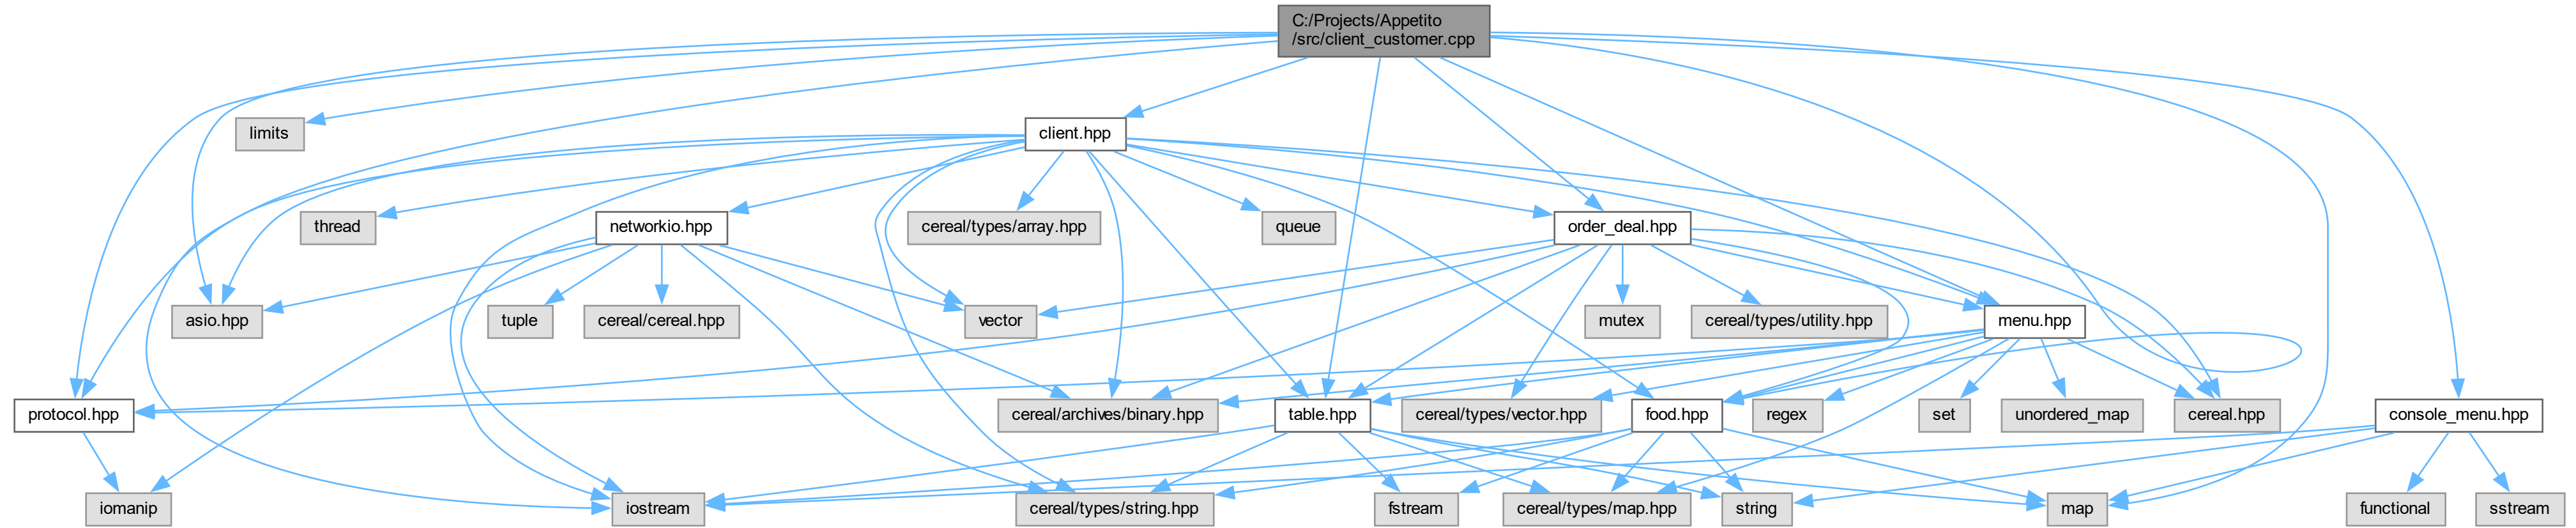 C:/Projects/Appetito
/src/client_customer.cpp
limits
client.hpp
thread
networkio.hpp
cereal/types/array.hpp
queue
order_deal.hpp
asio.hpp
tuple
cereal/cereal.hpp
vector
mutex
cereal/types/utility.hpp
menu.hpp
protocol.hpp
cereal/archives/binary.hpp
table.hpp
cereal/types/vector.hpp
food.hpp
regex
set
unordered_map
cereal.hpp
console_menu.hpp
iomanip
iostream
cereal/types/string.hpp
fstream
cereal/types/map.hpp
string
map
functional
sstream